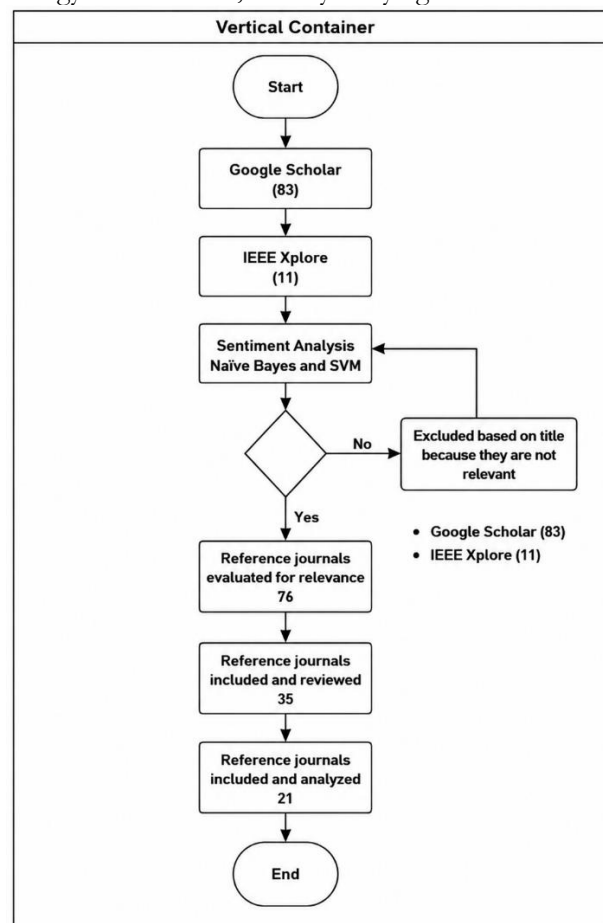 Vertical Container
Start
Google Scholar
(83)
IEEE Xplore
(11)
Sentiment Analysis
Naïve Bayes and SVM
No
Excluded based on title
because they are not
relevant
Yes
• Google Scholar (83)
• IEEE Xplore (11)
Reference journals
evaluated for relevance
76
Reference journals
included and reviewed
35
Reference journals
included and analyzed
21
End